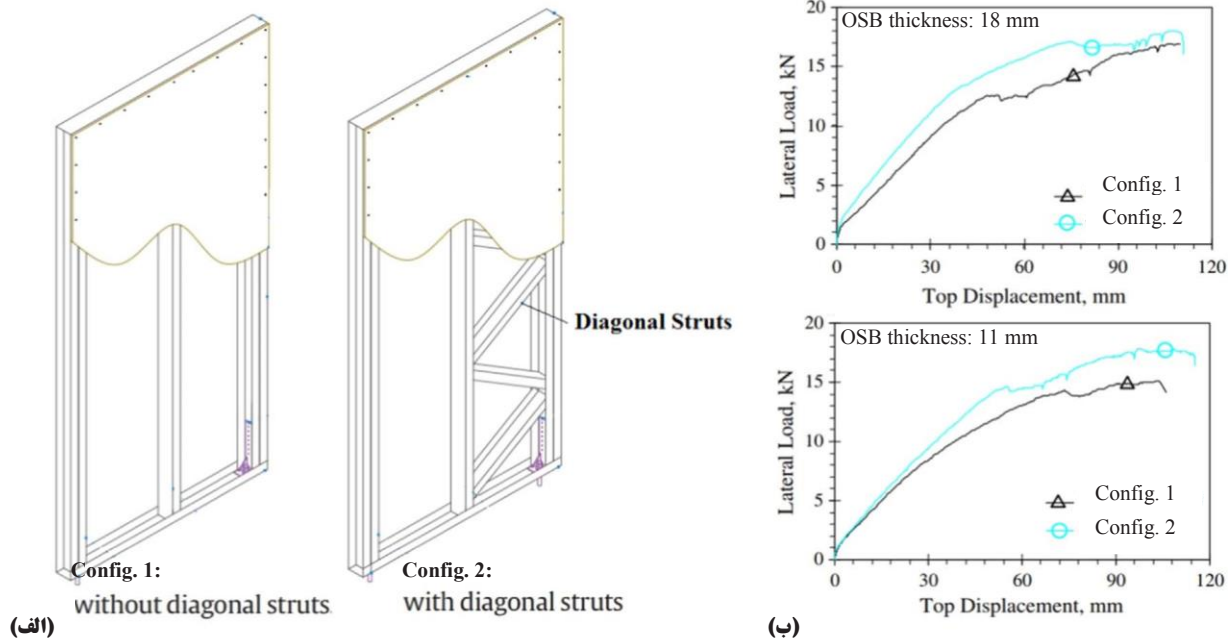 Diagonal Struts
Config. 1:
without diagonal struts
Config. 2:
with diagonal struts
(الف)
20
15
10
5
0
Lateral Load, kN
OSB thickness: 18 mm
Config. 1
Config. 2
0 30 60 90 120
Top Displacement, mm
20
15
10
5
0
Lateral Load, kN
OSB thickness: 11 mm
Config. 1
Config. 2
0 30 60 90 120
Top Displacement, mm
(ب)